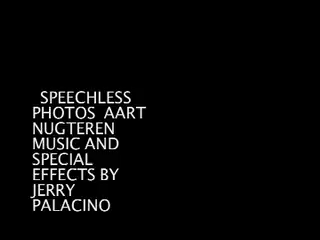 SPEECHLESS
PHOTOS AART
NUGTEREN
MUSIC AND
SPECIAL
EFFECTS BY
JERRY
PALACINO